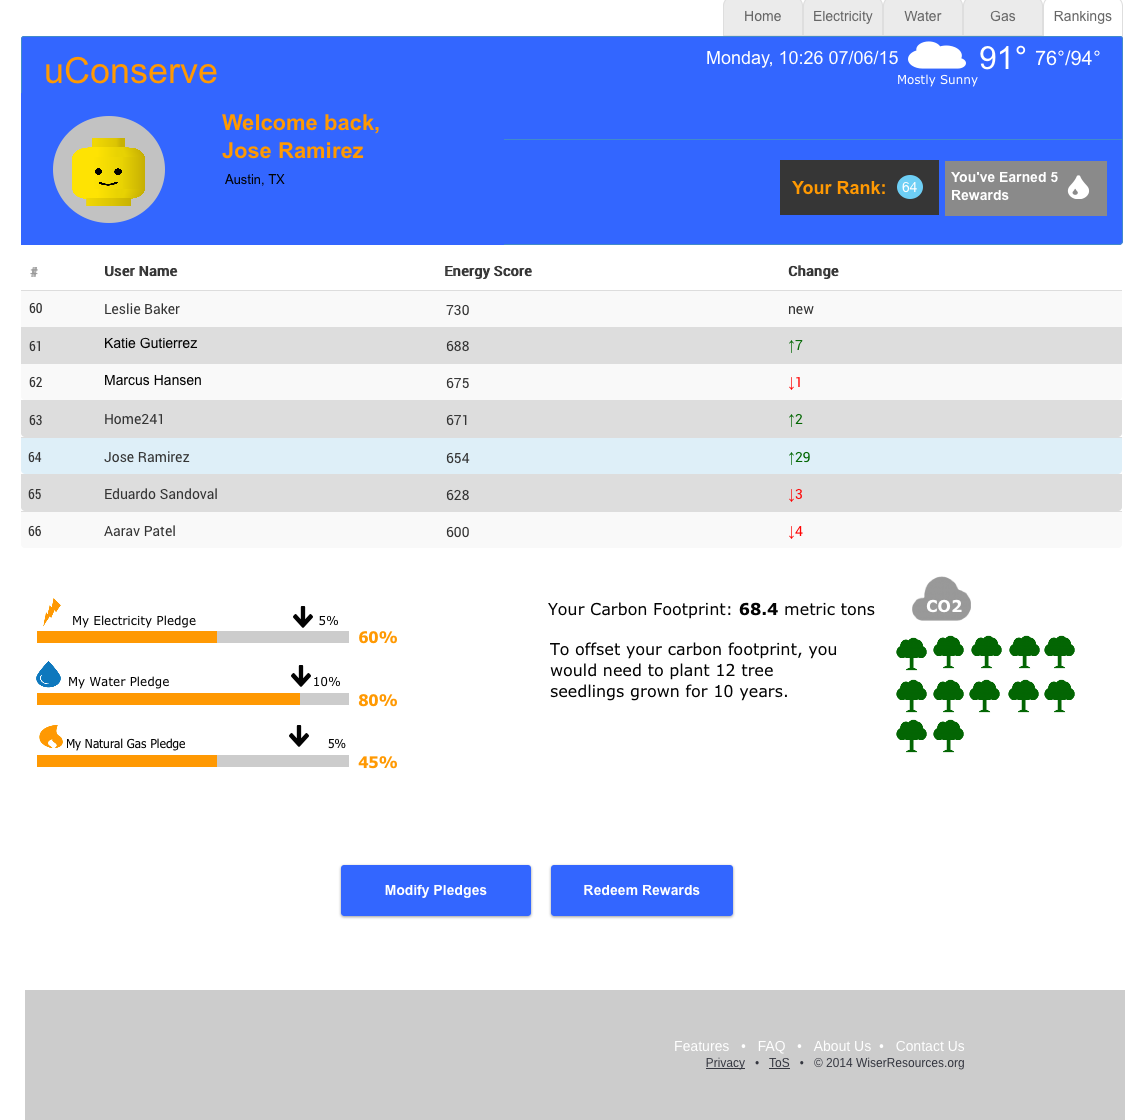 Home Electricity Water Gas Rankings
uConserve
Monday, 10:26 07/06/15 91° 76°/94°
Mostly Sunny
Welcome back,
Jose Ramirez
Austin, TX
Your Rank: 64
You've Earned 5
Rewards
# User Name Energy Score Change
60 Leslie Baker 730 new
61 Katie Gutierrez 688 ↑7
62 Marcus Hansen 675 ↓1
63 Home241 671 ↑2
64 Jose Ramirez 654 ↑29
65 Eduardo Sandoval 628 ↓3
66 Aarav Patel 600 ↓4
My Electricity Pledge 5%
60%
My Water Pledge 10%
80%
My Natural Gas Pledge 5%
45%
Your Carbon Footprint: 68.4 metric tons
CO2
To offset your carbon footprint, you
would need to plant 12 tree
seedlings grown for 10 years.
Modify Pledges Redeem Rewards
Features • FAQ • About Us • Contact Us
Privacy • ToS • © 2014 WiserResources.org